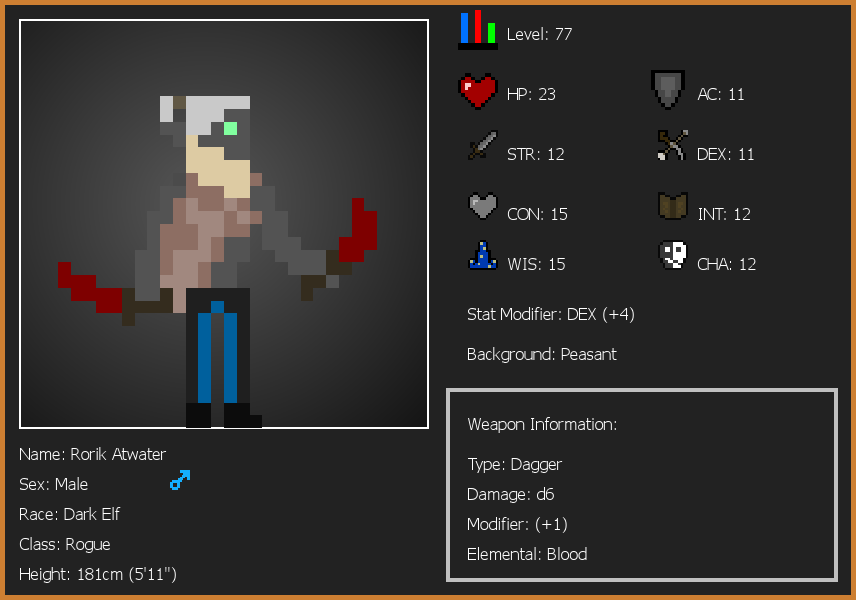 Level: 77
HP: 23
AC: 11
STR: 12
DEX: 11
CON: 15
INT: 12
WIS: 15
CHA: 12
Stat Modifier: DEX (+4)
Background: Peasant
Weapon Information:
Type: Dagger
Damage: d6
Modifier: (+1)
Elemental: Blood
Name: Rorik Atwater
Sex: Male
Race: Dark Elf
Class: Rogue
Height: 181cm (5'11")